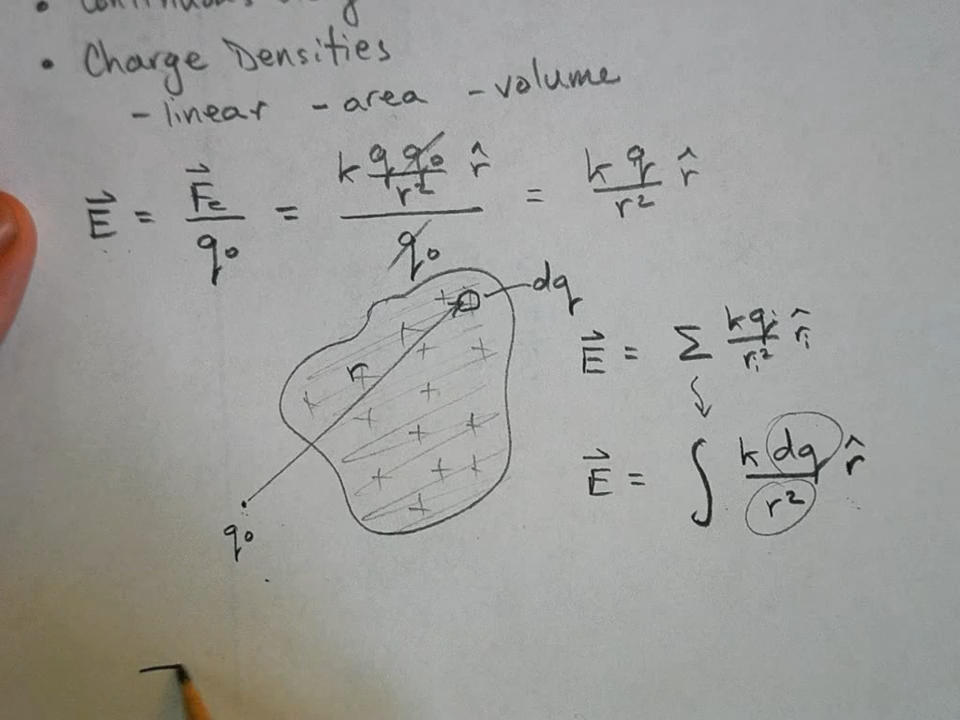 • Charge Densities
- linear - area - volume
E⃗ = F⃗e / q0 = (k q q0 / r² r̂) / q0 = k q / r² r̂
dq
E⃗ = Σ k qi / ri² r̂i
r
E⃗ = ∫ k dq / r² r̂
q0